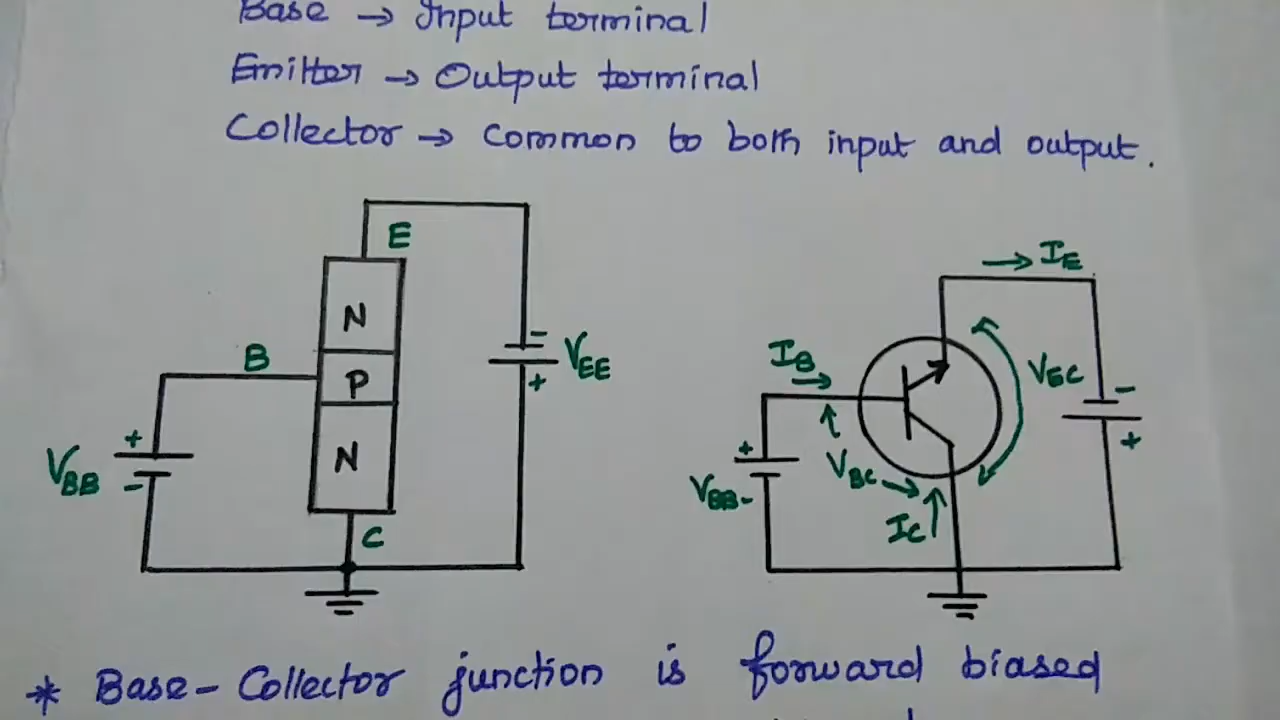 Base → Input terminal
Emitter → Output terminal
Collector → Common to both input and output.
E
N
B
P
N
C
+
VBB
-
-
VEE
+
IE
IB
VEC
-
+
VBC
+
VBB
-
IC
* Base-Collector junction is forward biased